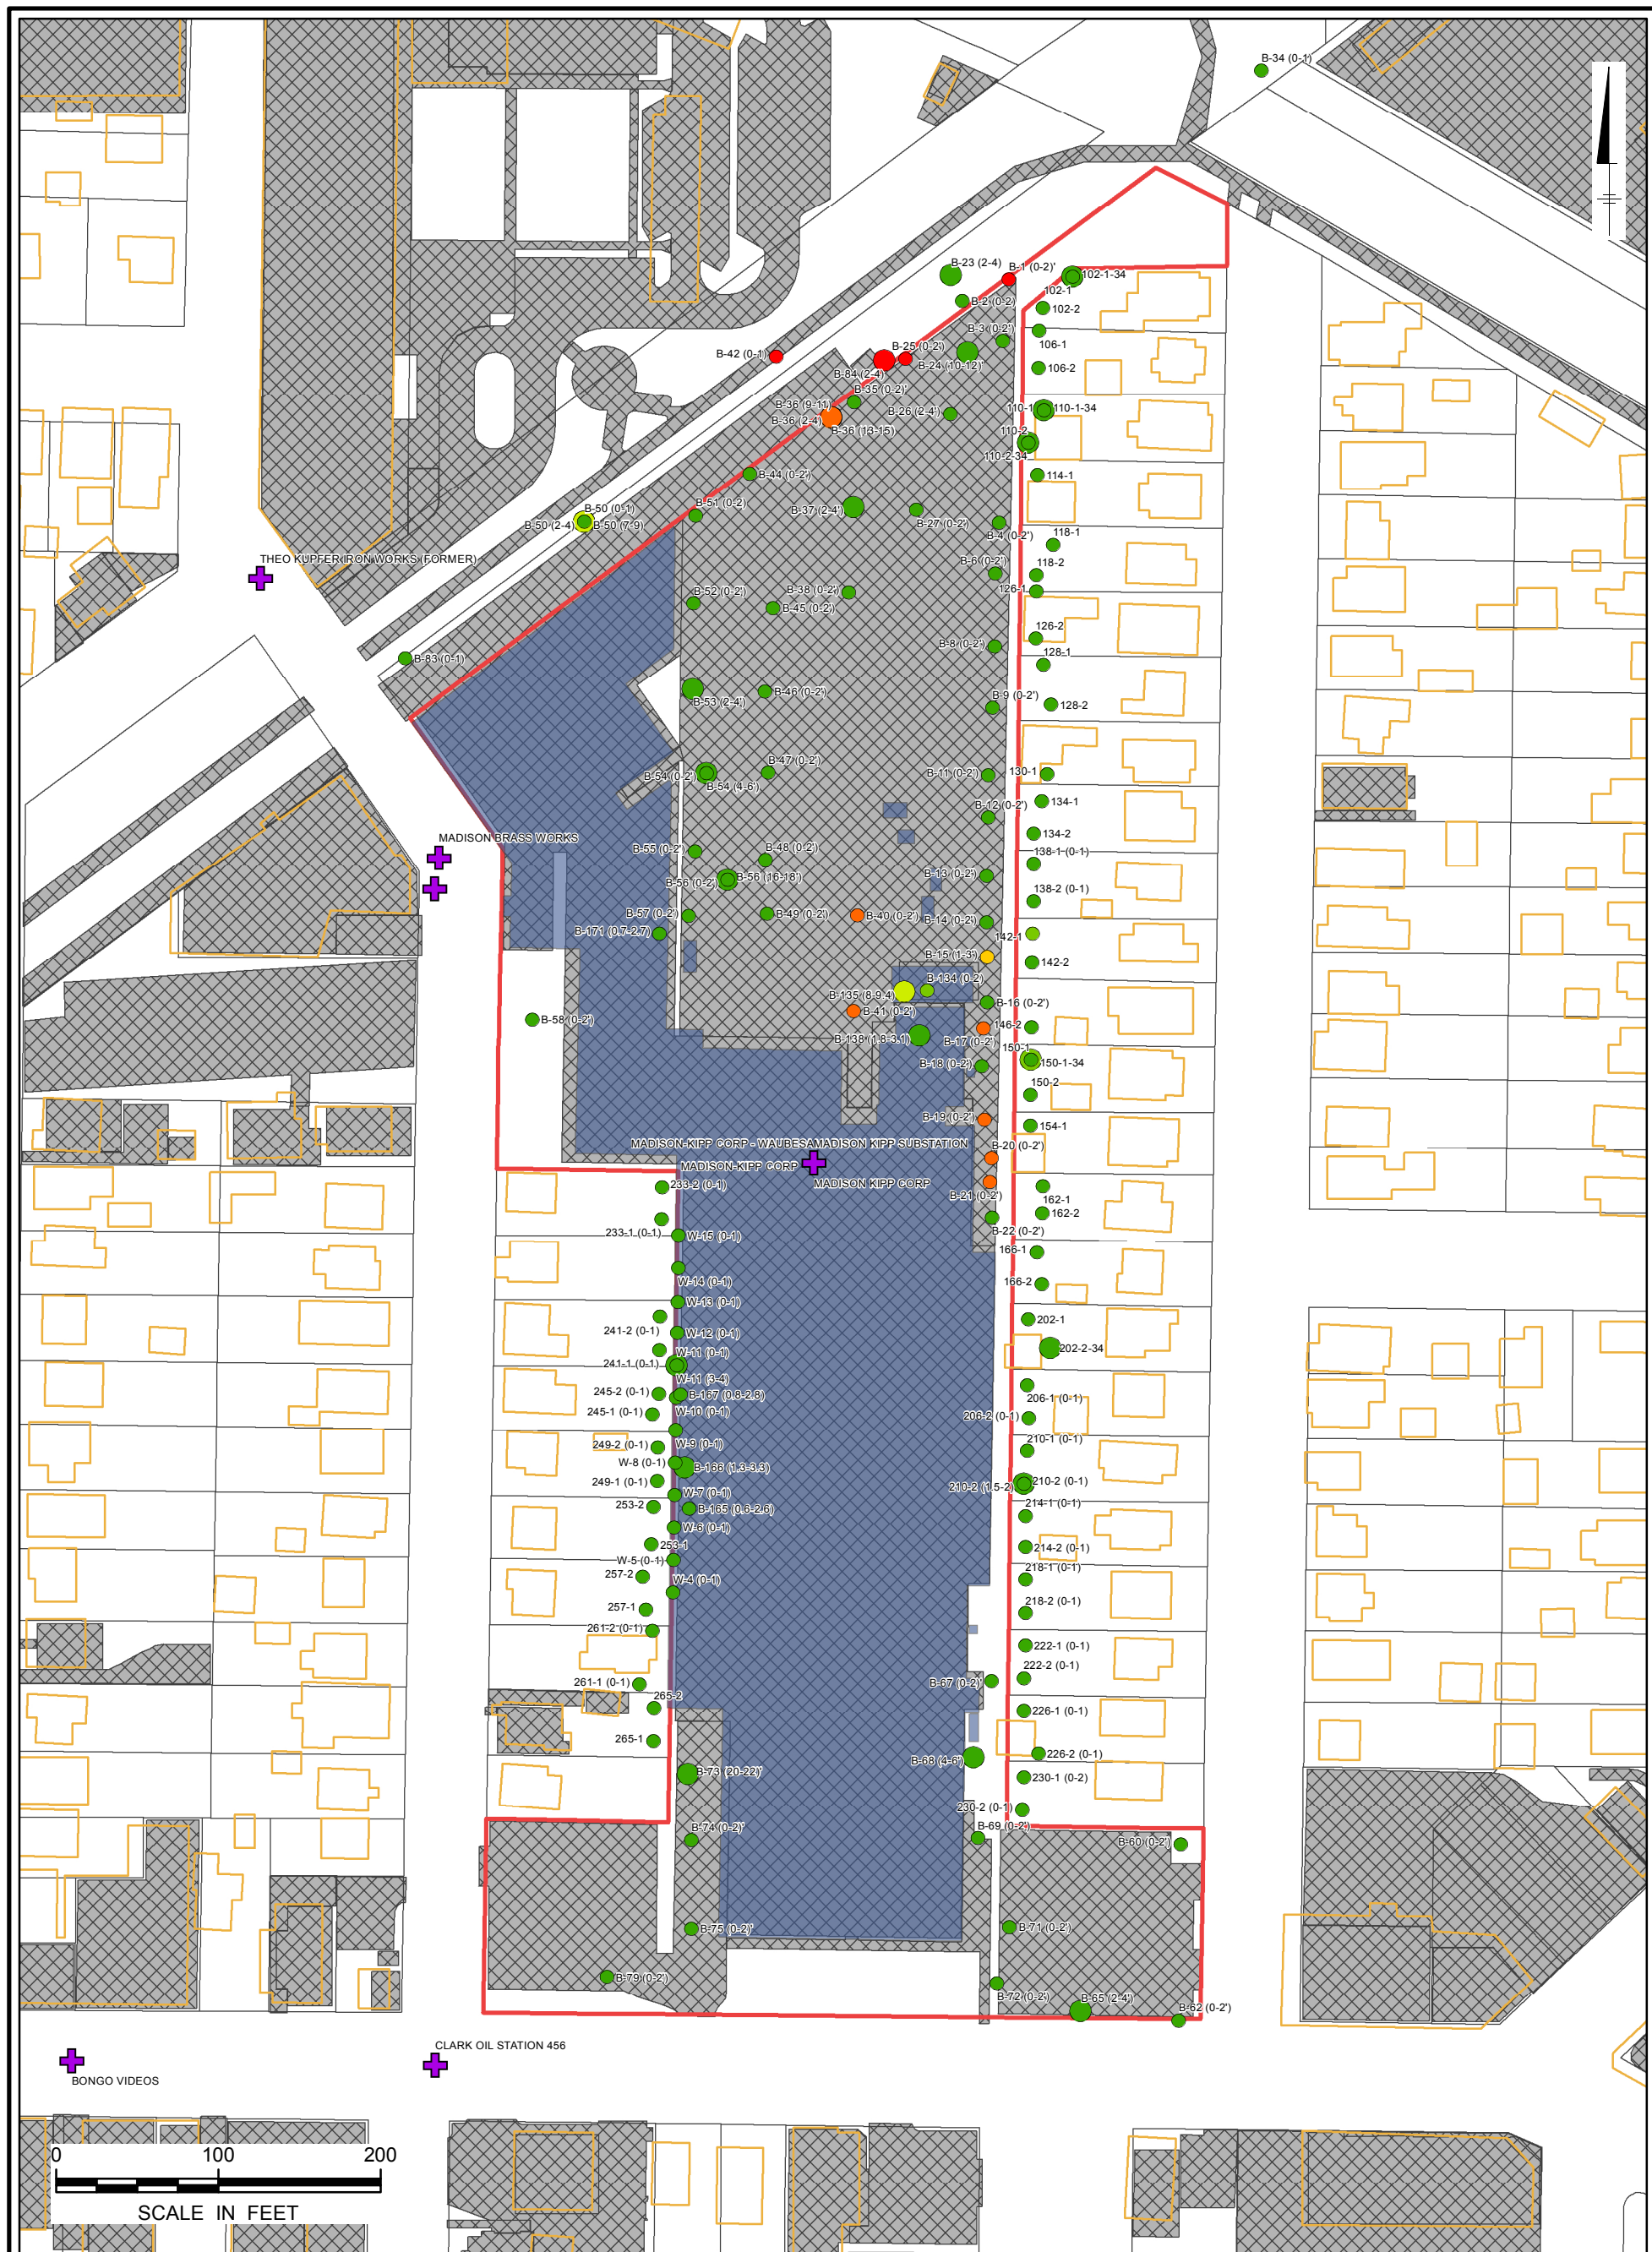 B-34 (0-1)
B-23 (2-4)
B-1 (0-2)'
102-1-34
102-1
B-2 (0-2)
102-2
B-3 (0-2')
106-1
B-42 (0-1)
B-25 (0-2')
B-24 (10-12)'
B-84 (2-4)
106-2
B-35 (0-2)'
B-36 (9-11)
B-36 (2-4)
B-36 (13-15)
B-26 (2-4')
110-1
110-1-34
110-2
110-2-34
B-44 (0-2')
114-1
B-51 (0-2)
B-50 (0-1)
B-50 (2-4)
B-50 (7-9)
B-37 (2-4')
B-27 (0-2')
B-4 (0-2')
118-1
THEO KUPFER IRON WORKS (FORMER)
B-6 (0-2')
118-2
126-1
B-52 (0-2')
B-38 (0-2')
B-45 (0-2')
126-2
B-8 (0-2')
128-1
B-83 (0-1)
B-53 (2-4')
B-46 (0-2')
B-9 (0-2')
128-2
B-54 (0-2')
B-54 (4-6')
B-47 (0-2')
B-11 (0-2')
130-1
B-12 (0-2')
134-1
MADISON BRASS WORKS
134-2
B-55 (0-2')
B-48 (0-2')
138-1 (0-1)
B-56 (0-2')
B-56 (16-18')
B-13 (0-2')
138-2 (0-1)
B-57 (0-2')
B-49 (0-2')
B-40 (0-2')
B-14 (0-2')
B-171 (0.7-2.7)
142-1
B-15 (1-3')
142-2
B-134 (0-2)
B-135 (8-9.4)
B-16 (0-2')
B-41 (0-2')
B-58 (0-2')
146-2
B-138 (1.8-3.1)
B-17 (0-2')
150-1
150-1-34
B-18 (0-2')
150-2
B-19 (0-2')
154-1
MADISON-KIPP CORP - WAUBESA
MADISON KIPP SUBSTATION
B-20 (0-2')
MADISON-KIPP CORP
MADISON KIPP CORP
233-2 (0-1)
B-21 (0-2')
162-1
162-2
B-22 (0-2')
233-1 (0-1)
W-15 (0-1)
166-1
W-14 (0-1)
166-2
W-13 (0-1)
202-1
241-2 (0-1)
W-12 (0-1)
202-2-34
W-11 (0-1)
241-1 (0-1)
W-11 (3-4)
245-2 (0-1)
B-167 (0.8-2.8)
206-1 (0-1)
245-1 (0-1)
W-10 (0-1)
206-2 (0-1)
249-2 (0-1)
W-9 (0-1)
210-1 (0-1)
W-8 (0-1)
B-166 (1.3-3.3)
249-1 (0-1)
210-2 (0-1)
210-2 (1.5-2)
253-2
W-7 (0-1)
B-165 (0.6-2.6)
214-1 (0-1)
W-6 (0-1)
253-1
214-2 (0-1)
W-5 (0-1)
257-2
218-1 (0-1)
W-4 (0-1)
257-1
218-2 (0-1)
261-2 (0-1)
222-1 (0-1)
222-2 (0-1)
261-1 (0-1)
B-67 (0-2)'
265-2
226-1 (0-1)
265-1
226-2 (0-1)
B-68 (4-6')
B-73 (20-22)'
230-1 (0-2)
230-2 (0-1)
B-69 (0-2')
B-74 (0-2)'
B-60 (0-2')
B-75 (0-2)'
B-71 (0-2')
B-79 (0-2')
B-72 (0-2')
B-65 (2-4')
B-62 (0-2')
CLARK OIL STATION 456
BONGO VIDEOS
0 100 200
SCALE IN FEET